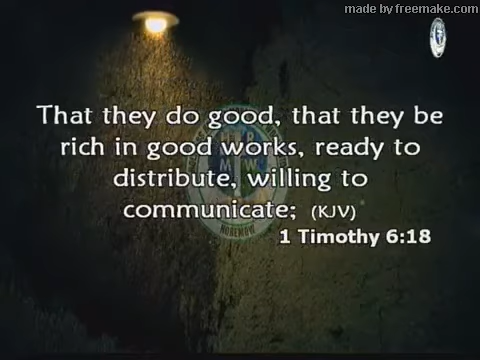 made by freemake.com
That they do good, that they be
rich in good works, ready to
distribute, willing to
communicate; (KJV)
1 Timothy 6:18